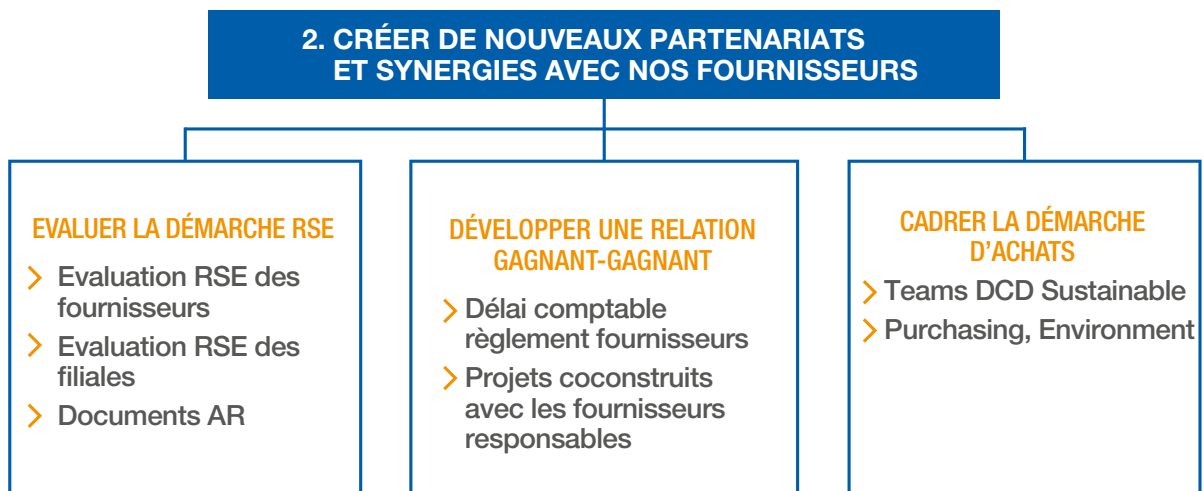 2. CRÉER DE NOUVEAUX PARTENARIATS
ET SYNERGIES AVEC NOS FOURNISSEURS
EVALUER LA DÉMARCHE RSE
Evaluation RSE des
fournisseurs
Evaluation RSE des
filiales
Documents AR
DÉVELOPPER UNE RELATION
GAGNANT-GAGNANT
Délai comptable
règlement fournisseurs
Projets coconstruits
avec les fournisseurs
responsables
CADRER LA DÉMARCHE
D’ACHATS
Teams DCD Sustainable
Purchasing, Environment